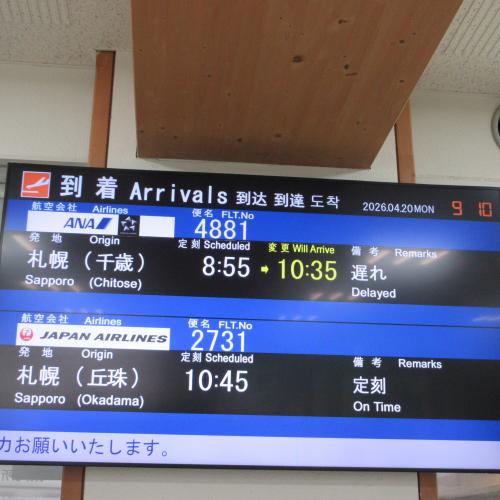 到着 Arrivals 到达 到達 도착 2026.04.20 MON 9 10
航空会社 Airlines 便名 FLT.No
ANA 4881
発地 Origin 定刻 Scheduled 変更 Will Arrive 備考 Remarks
札幌（千歳） 8:55 ➡ 10:35 遅れ
Sapporo (Chitose) Delayed
航空会社 Airlines 便名 FLT.No
JAPAN AIRLINES 2731
発地 Origin 定刻 Scheduled 備考 Remarks
札幌（丘珠） 10:45 定刻
Sapporo (Okadama) On Time
力お願いいたします。